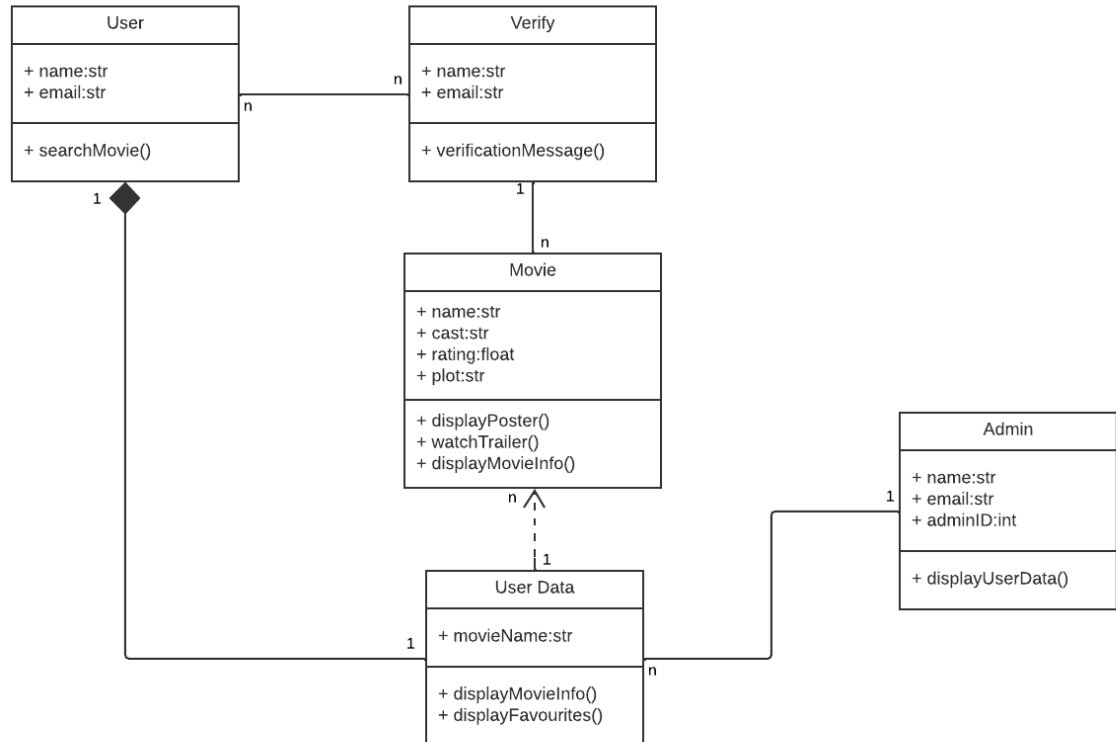 User
+ name:str
+ email:str
+ searchMovie()
n
n
Verify
+ name:str
+ email:str
+ verificationMessage()
1
1
n
Movie
+ name:str
+ cast:str
+ rating:float
+ plot:str
+ displayPoster()
+ watchTrailer()
+ displayMovieInfo()
n
1
Admin
+ name:str
+ email:str
+ adminID:int
+ displayUserData()
1
User Data
+ movieName:str
+ displayMovieInfo()
+ displayFavourites()
1
n